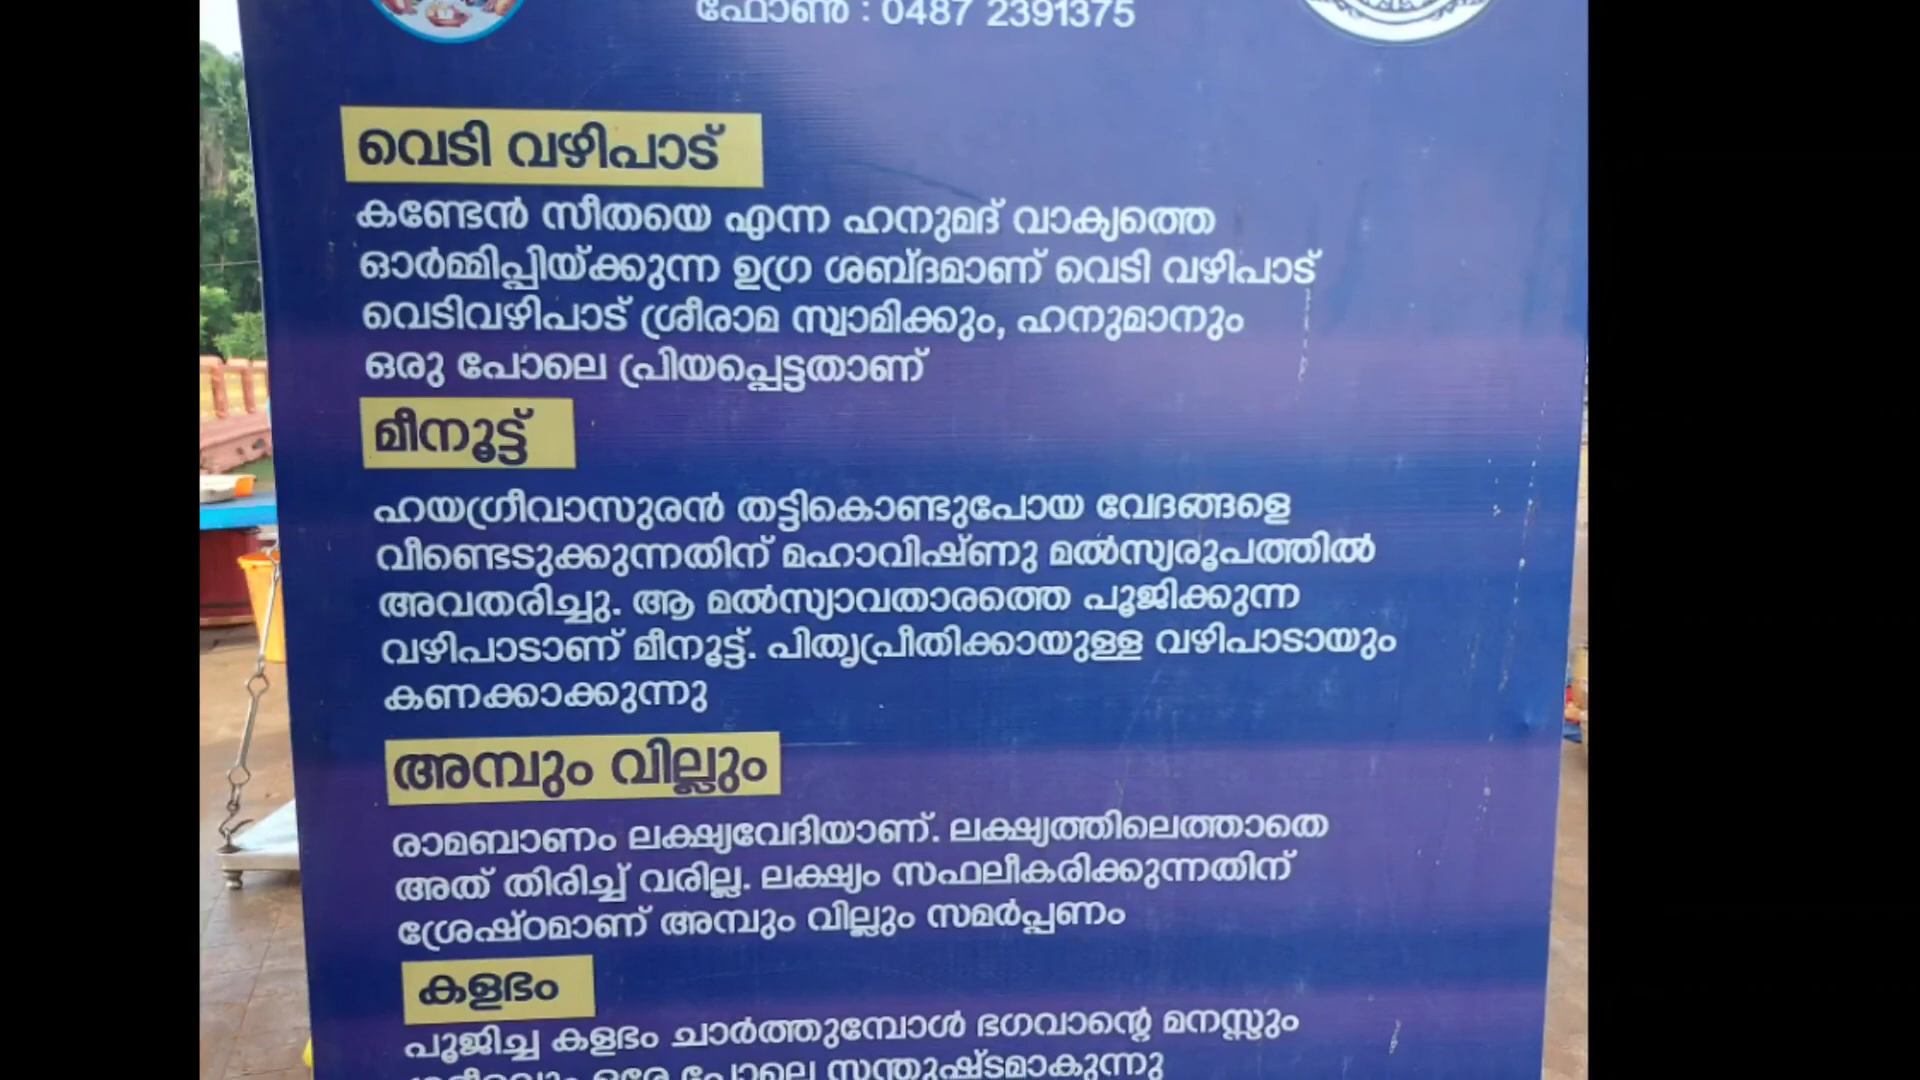 ഫോൺ : 0487 2391375
വെടി വഴിപാട്
കണ്ടേൻ സീതയെ എന്ന ഹനുമദ് വാക്യത്തെ
ഓർമ്മിപ്പിയ്ക്കുന്ന ഉഗ്ര ശബ്ദമാണ് വെടി വഴിപാട്
വെടിവഴിപാട് ശ്രീരാമ സ്വാമിക്കും, ഹനുമാനും
ഒരു പോലെ പ്രിയപ്പെട്ടതാണ്
മീനൂട്ട്
ഹയഗ്രീവാസുരൻ തട്ടികൊണ്ടുപോയ വേദങ്ങളെ
വീണ്ടെടുക്കുന്നതിന് മഹാവിഷ്ണു മൽസ്യരൂപത്തിൽ
അവതരിച്ചു. ആ മൽസ്യാവതാരത്തെ പൂജിക്കുന്ന
വഴിപാടാണ് മീനൂട്ട്. പിതൃപ്രീതിക്കായുള്ള വഴിപാടായും
കണക്കാക്കുന്നു
അമ്പും വില്ലും
രാമബാണം ലക്ഷ്യവേദിയാണ്. ലക്ഷ്യത്തിലെത്താതെ
അത് തിരിച്ച് വരില്ല. ലക്ഷ്യം സഫലീകരിക്കുന്നതിന്
ശ്രേഷ്ഠമാണ് അമ്പും വില്ലും സമർപ്പണം
കളഭം
പൂജിച്ച കളഭം ചാർത്തുമ്പോൾ ഭഗവാന്റെ മനസ്സും
ഒരേ പോലെ സന്തുഷ്ടമാകുന്നു